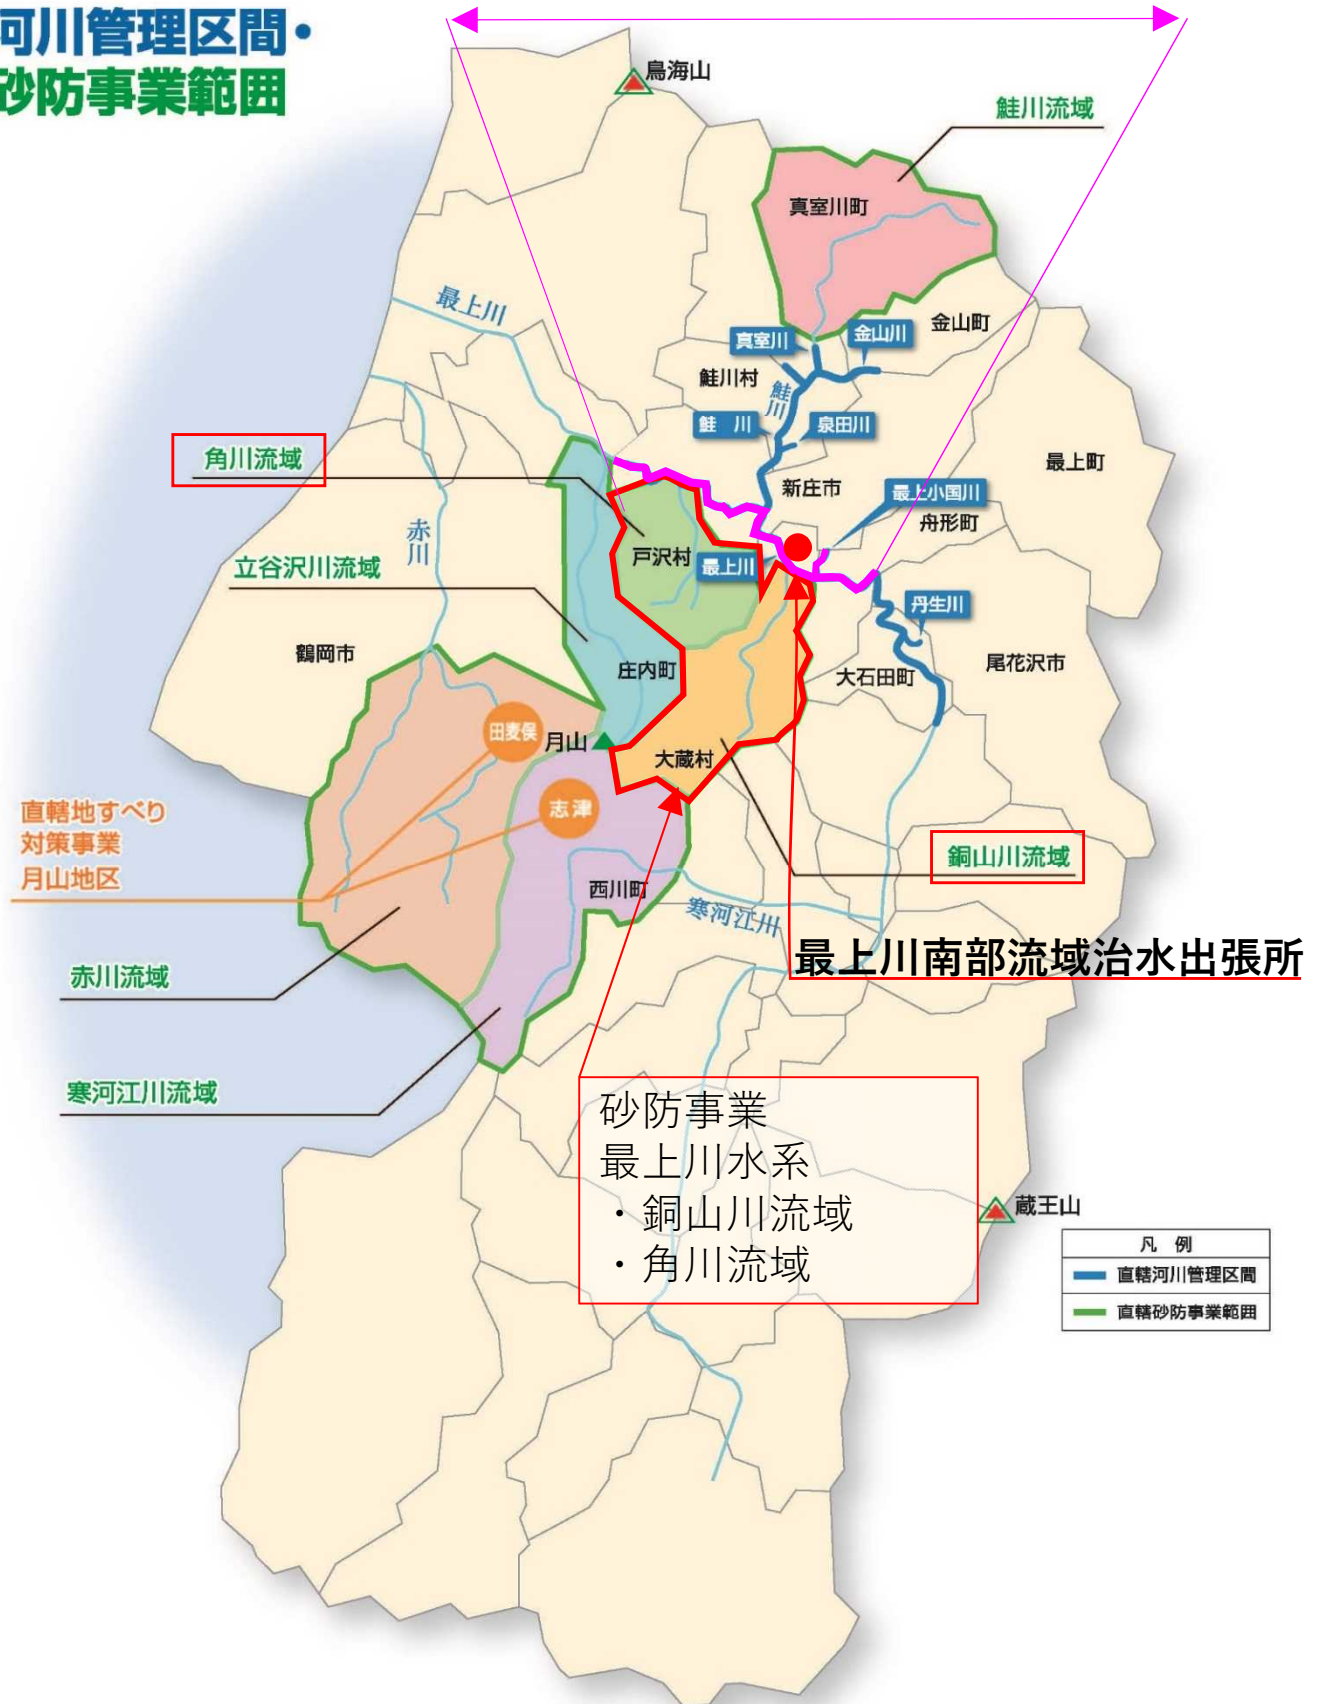 河川管理区間・
砂防事業範囲
鳥海山
鮭川流域
真室川町
最上川
金山町
真室川
金山川
鮭川村
鮭川
鮭 川
泉田川
最上町
角川流域
新庄市
最上小国川
舟形町
赤川
戸沢村
最上川
立谷沢川流域
丹生川
鶴岡市
庄内町
大石田町
尾花沢市
田麦俣
月山
大蔵村
志津
直轄地すべり
対策事業
月山地区
銅山川流域
西川町
寒河江川
最上川南部流域治水出張所
赤川流域
寒河江川流域
砂防事業
最上川水系
・銅山川流域
・角川流域
蔵王山
凡 例
直轄河川管理区間
直轄砂防事業範囲